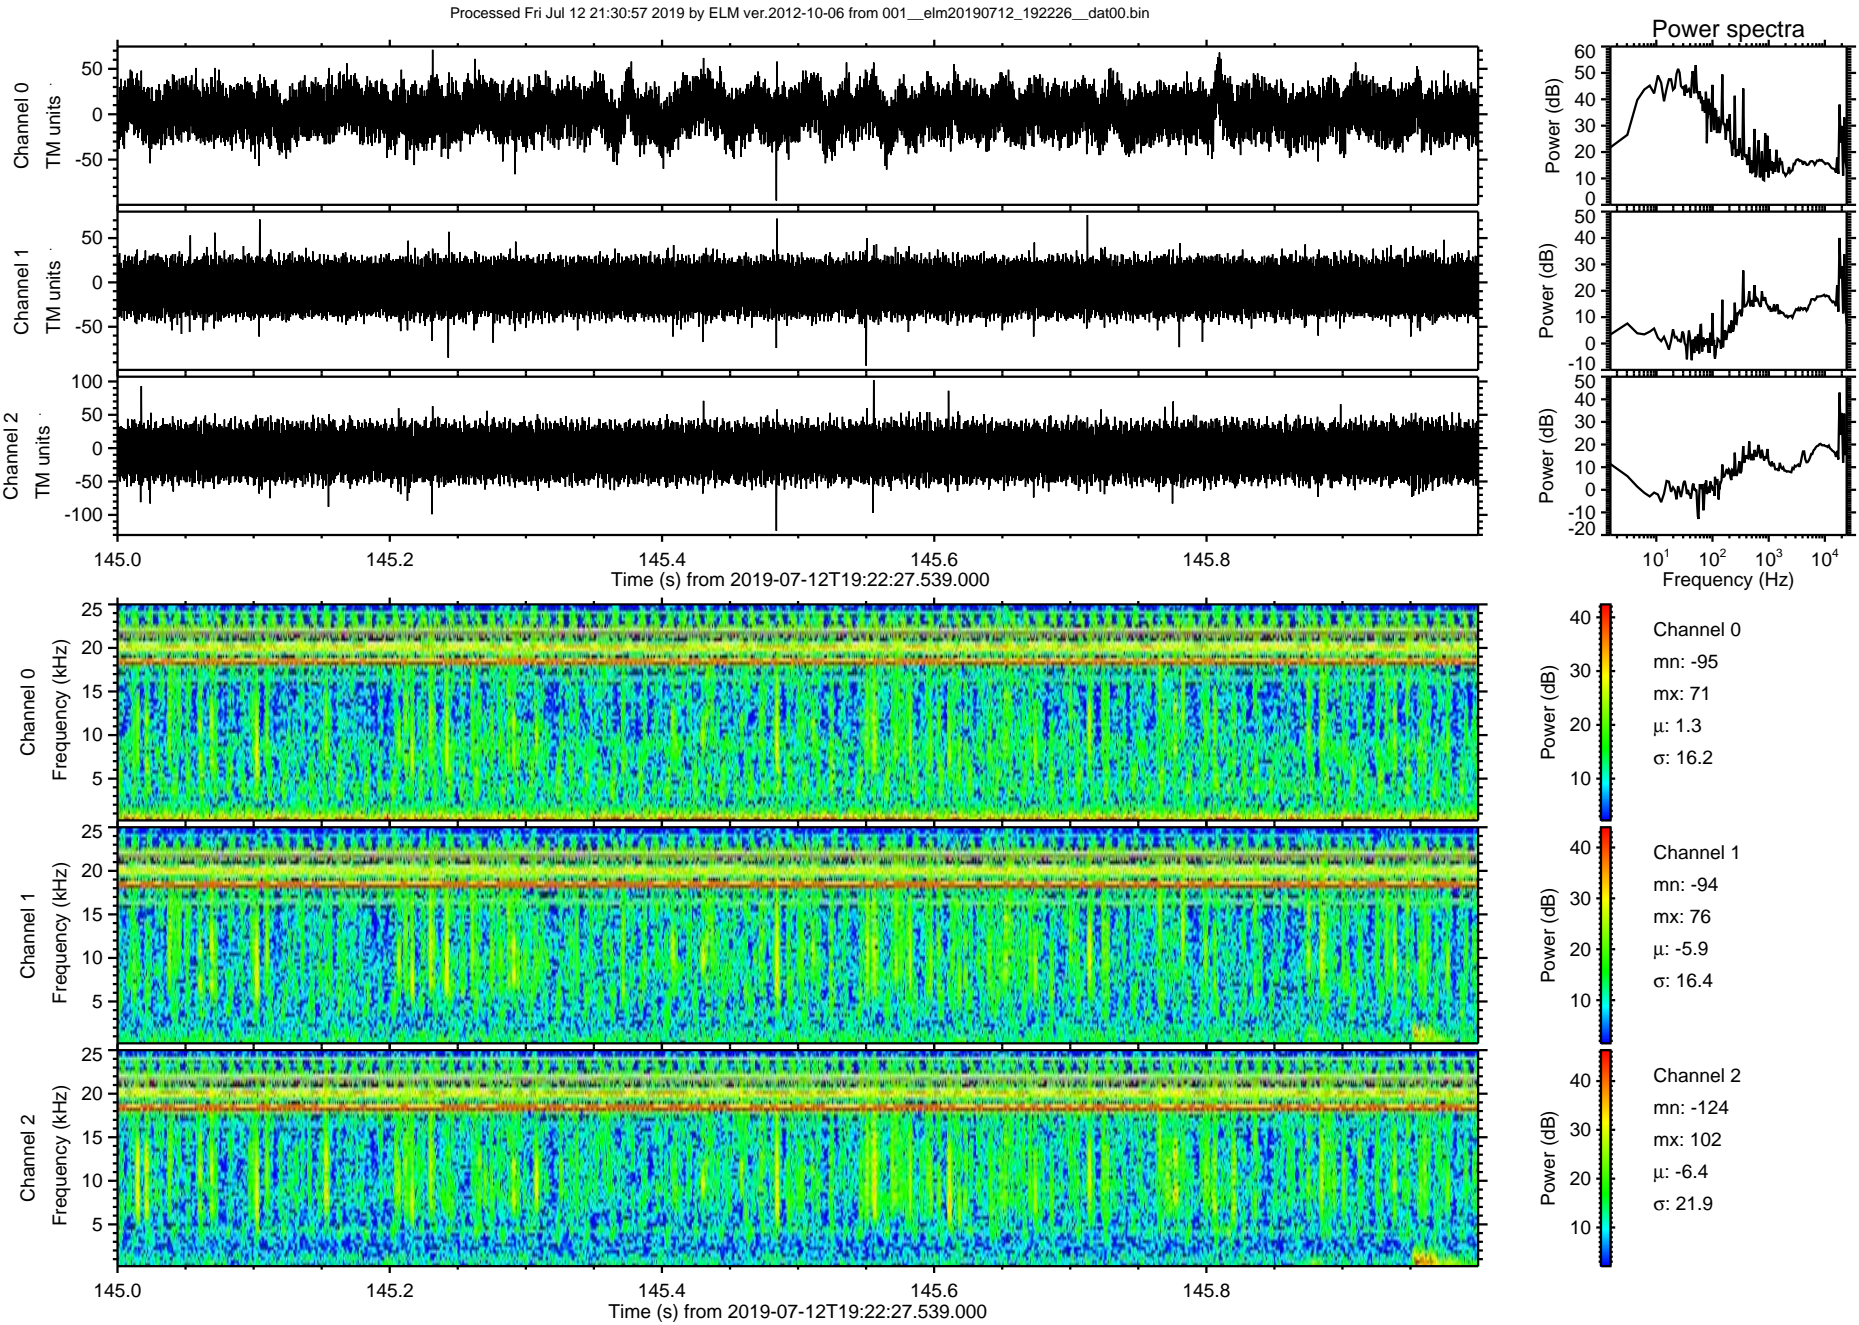 Processed Fri Jul 12 21:30:57 2019 by ELM ver.2012-10-06 from 001__elm20190712_192226__dat00.bin
Power spectra
Channel 0
TM units
50
0
-50
Power (dB)
60
50
40
30
20
10
0
Channel 1
TM units
50
0
-50
Power (dB)
50
40
30
20
10
0
-10
Channel 2
TM units
100
50
0
-50
-100
Power (dB)
50
40
30
20
10
0
-10
-20
145.0 145.2 145.4 145.6 145.8
Time (s) from 2019-07-12T19:22:27.539.000
10^1 10^2 10^3 10^4
Frequency (Hz)
Channel 0
Frequency (kHz)
25
20
15
10
5
Power (dB)
40
30
20
10
Channel 0
mn: -95
mx: 71
μ: 1.3
σ: 16.2
Channel 1
Frequency (kHz)
25
20
15
10
5
Power (dB)
40
30
20
10
Channel 1
mn: -94
mx: 76
μ: -5.9
σ: 16.4
Channel 2
Frequency (kHz)
25
20
15
10
5
Power (dB)
40
30
20
10
Channel 2
mn: -124
mx: 102
μ: -6.4
σ: 21.9
145.0 145.2 145.4 145.6 145.8
Time (s) from 2019-07-12T19:22:27.539.000